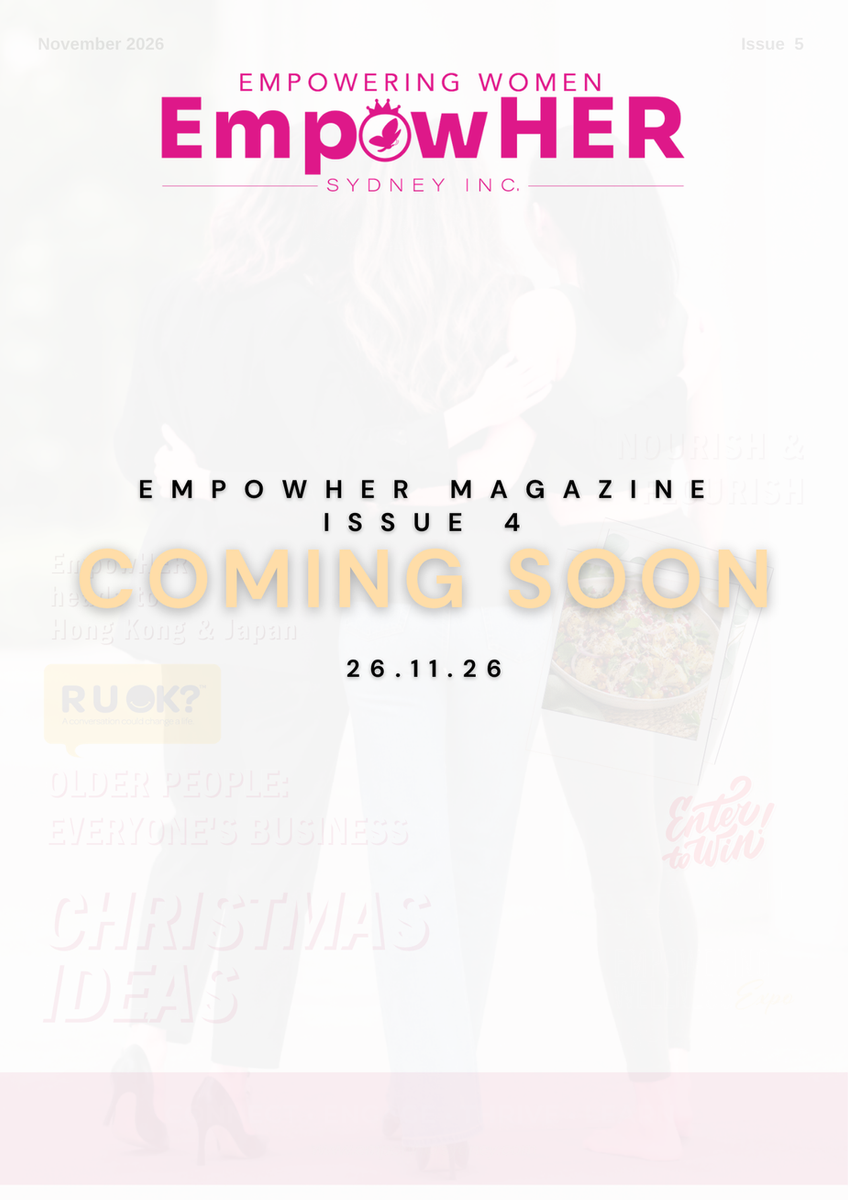 November 2026
Issue 5
EMPOWERING WOMEN
EmpowHER
SYDNEY INC.
NOURISH &
EMPOWHER MAGAZINE
ISSUE 4
COMING SOON
EmpowHER
Hong Kong & Japan
26.11.26
R U OK?
OLDER PEOPLE:
EVERYONE'S BUSINESS
Enter
to Win!
CHRISTMAS
IDEAS